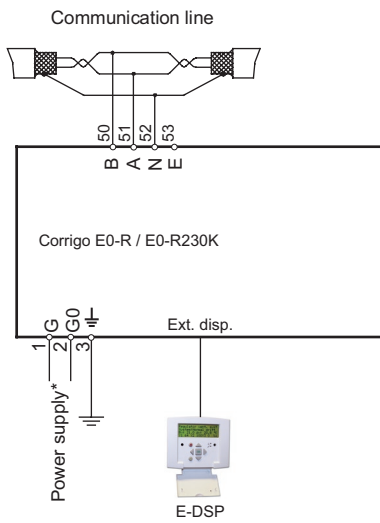 Communication line
50 51 52 53
B A N E
Corrigo E0-R / E0-R230K
G G0
Ext. disp.
1 2 3
Power supply*
E-DSP